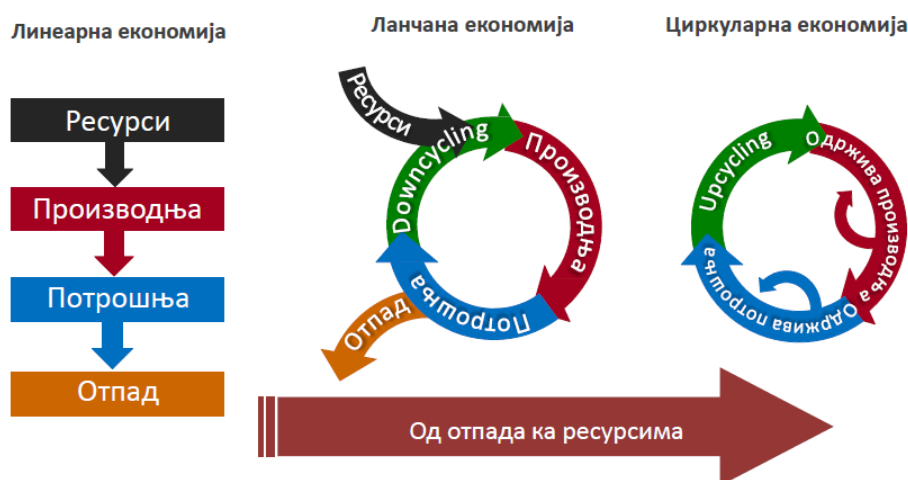 Линеарна економија
Ланчана економија
Циркуларна економија
Ресурси
Производња
Потрошња
Отпад
Ресурси
Downcycling
Производња
Потрошња
Отпад
Upcycling
Одржива производња
Одржива потрошња
Од отпада ка ресурсима